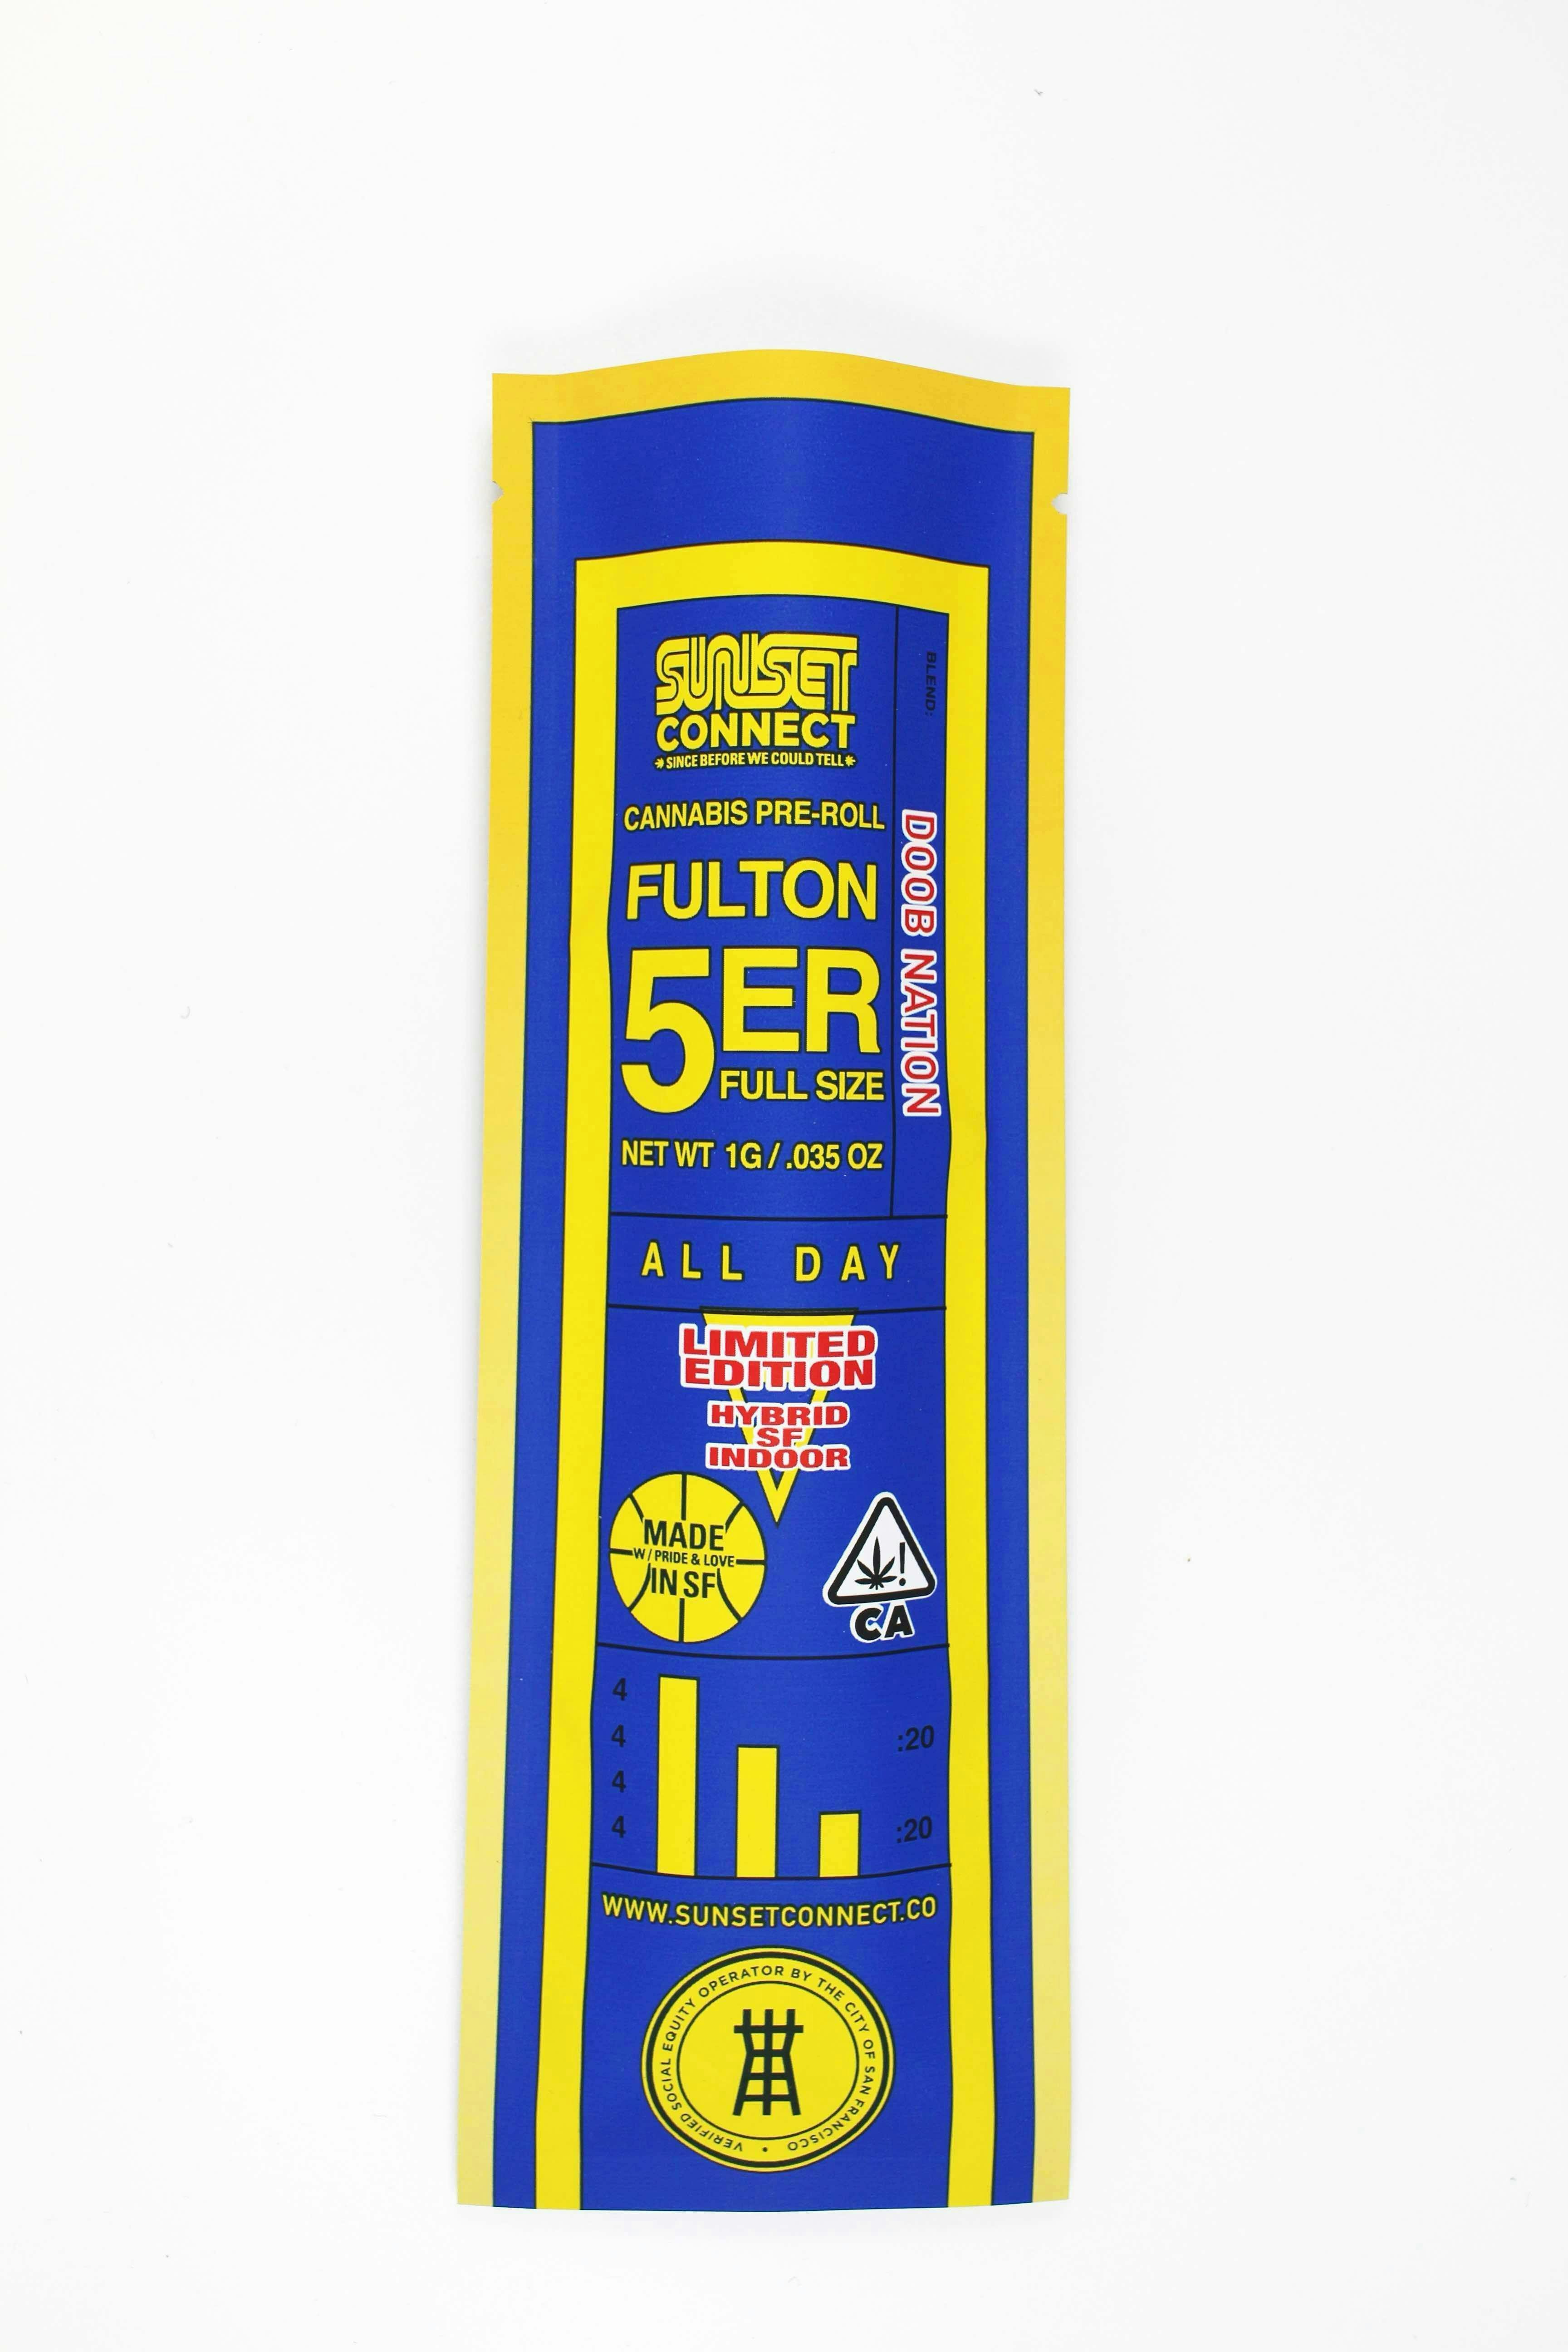 SUNSET
CONNECT
SINCE BEFORE WE COULD TELL
CANNABIS PRE-ROLL
FULTON
5ER
FULL SIZE
NET WT 1G / .035 OZ
BLEND:
DOOB NATION
ALL DAY
LIMITED
EDITION
HYBRID
SF
INDOOR
MADE
W/ PRIDE & LOVE
IN SF
!
CA
4
4 :20
4
4 :20
WWW.SUNSETCONNECT.CO
VERIFIED SOCIAL EQUITY OPERATOR BY THE CITY OF SAN FRANCISCO •